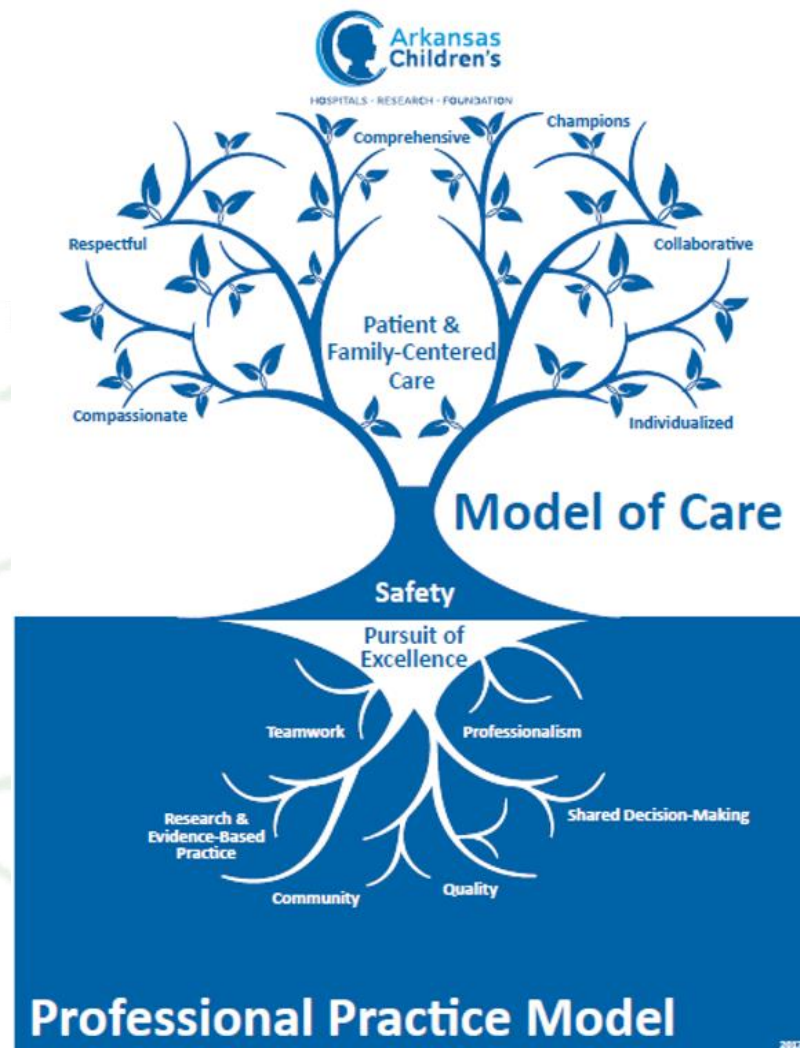 Arkansas
Children's
HOSPITALS - RESEARCH - FOUNDATION
Champions
Comprehensive
Respectful
Collaborative
Patient &
Family-Centered
Care
Compassionate
Individualized
Model of Care
Safety
Pursuit of
Excellence
Teamwork
Professionalism
Research &
Evidence-Based
Practice
Shared Decision-Making
Community
Quality
Professional Practice Model
2017